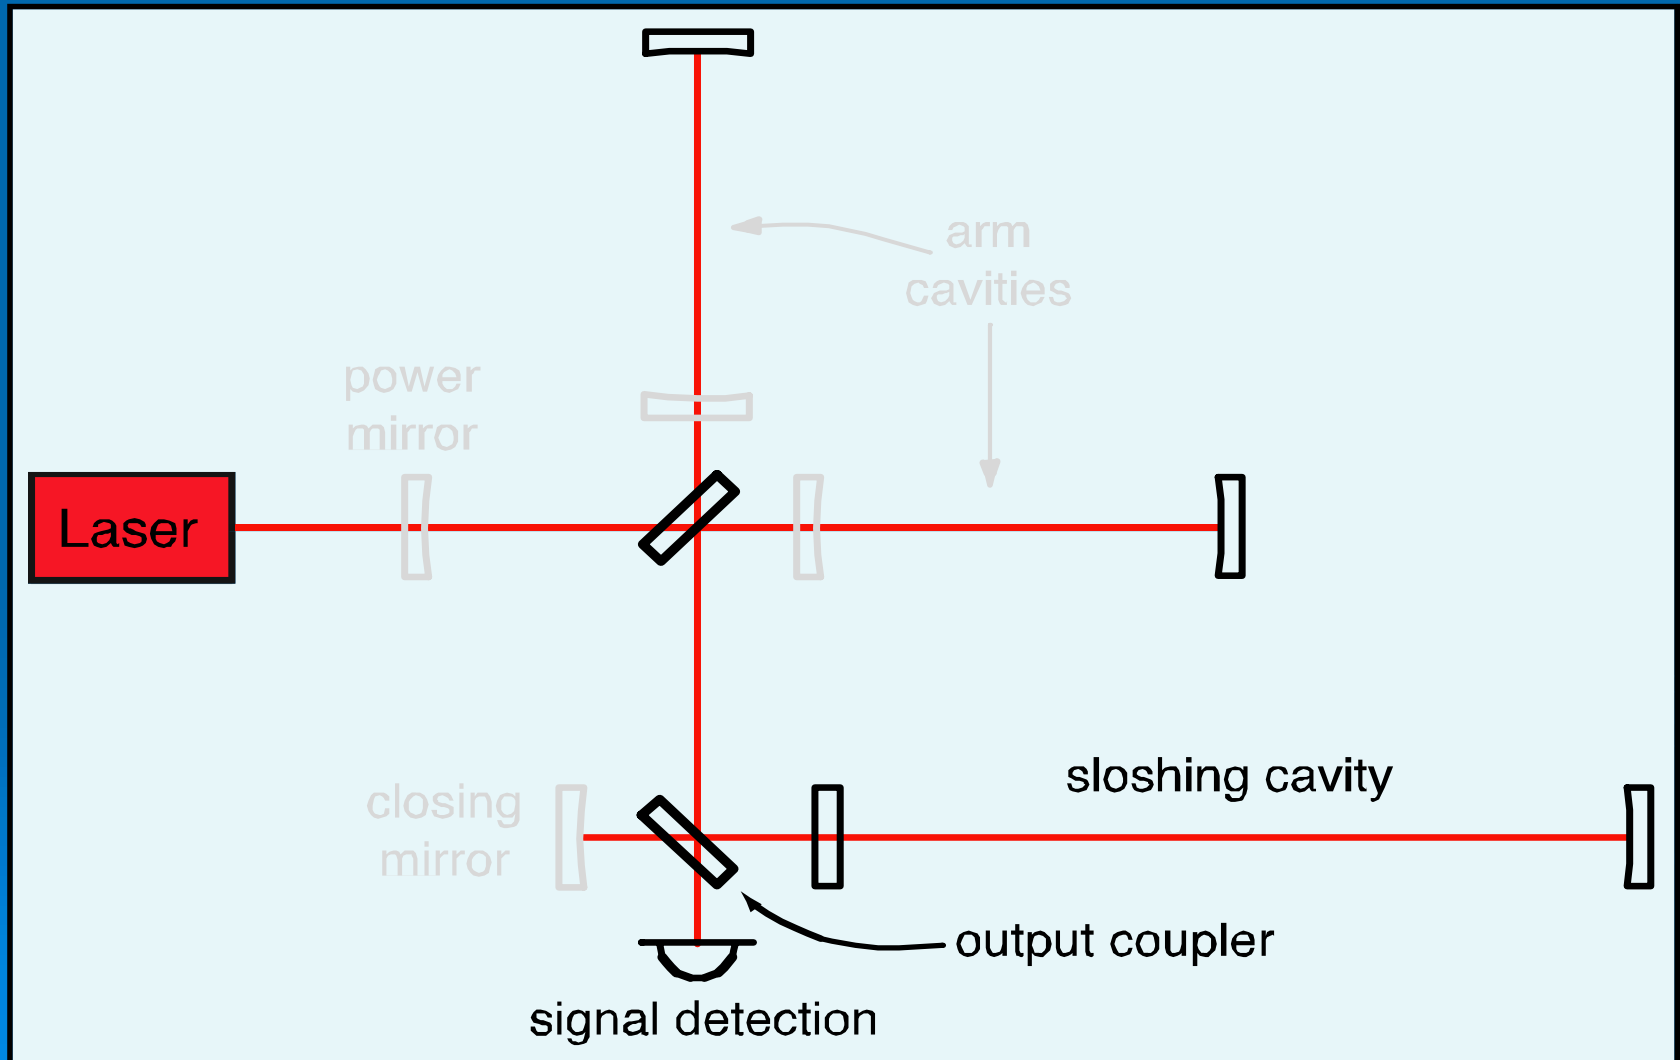 arm
cavities
power
mirror
Laser
sloshing cavity
closing
mirror
output coupler
signal detection